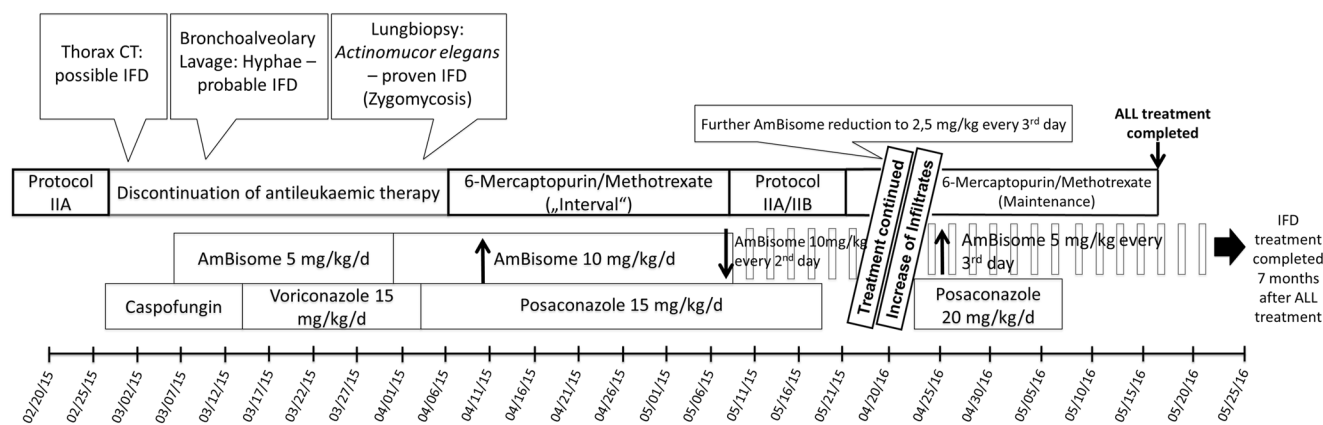 Thorax CT:
possible IFD
Bronchoalveolary
Lavage: Hyphae –
probable IFD
Lungbiopsy:
Actinomucor elegans
– proven IFD
(Zygomycosis)
Further AmBisome reduction to 2,5 mg/kg every 3rd day
ALL treatment
completed
Protocol
IIA
Discontinuation of antileukaemic therapy
6-Mercaptopurin/Methotrexate
(„Interval“)
Protocol
IIA/IIB
Treatment continued
Increase of Infiltrates
6-Mercaptopurin/Methotrexate
(Maintenance)
AmBisome 5 mg/kg/d
AmBisome 10 mg/kg/d
AmBisome 10mg/kg
every 2nd day
AmBisome 5 mg/kg every
3rd day
IFD
treatment
completed
7 months
after ALL
treatment
Caspofungin
Voriconazole 15
mg/kg/d
Posaconazole 15 mg/kg/d
Posaconazole
20 mg/kg/d
02/20/15
02/25/15
03/02/15
03/07/15
03/12/15
03/17/15
03/22/15
03/27/15
04/01/15
04/06/15
04/11/15
04/16/15
04/21/15
04/26/15
05/01/15
05/06/15
05/11/15
05/16/15
05/21/15
04/20/16
04/25/16
04/30/16
05/05/16
05/10/16
05/15/16
05/20/16
05/25/16